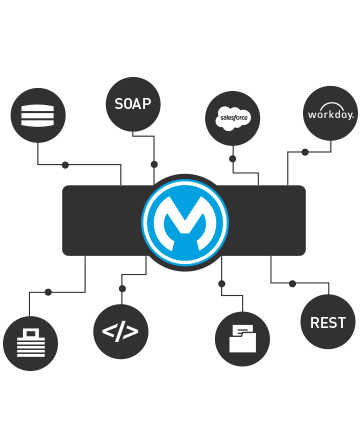 SOAP
salesforce
workday.
</>
REST